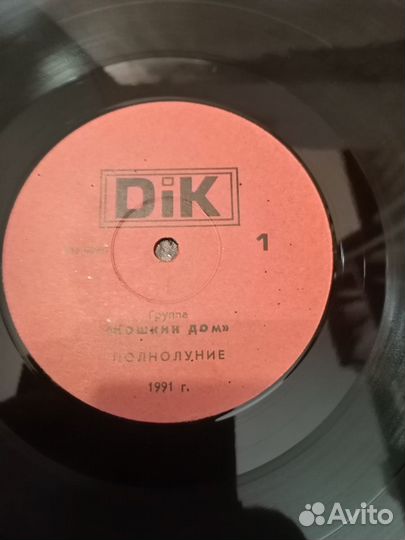 DiK
1
Группа
«Кошкин дом»
ПОЛНОЛУНИЕ
1991 г.
Avito